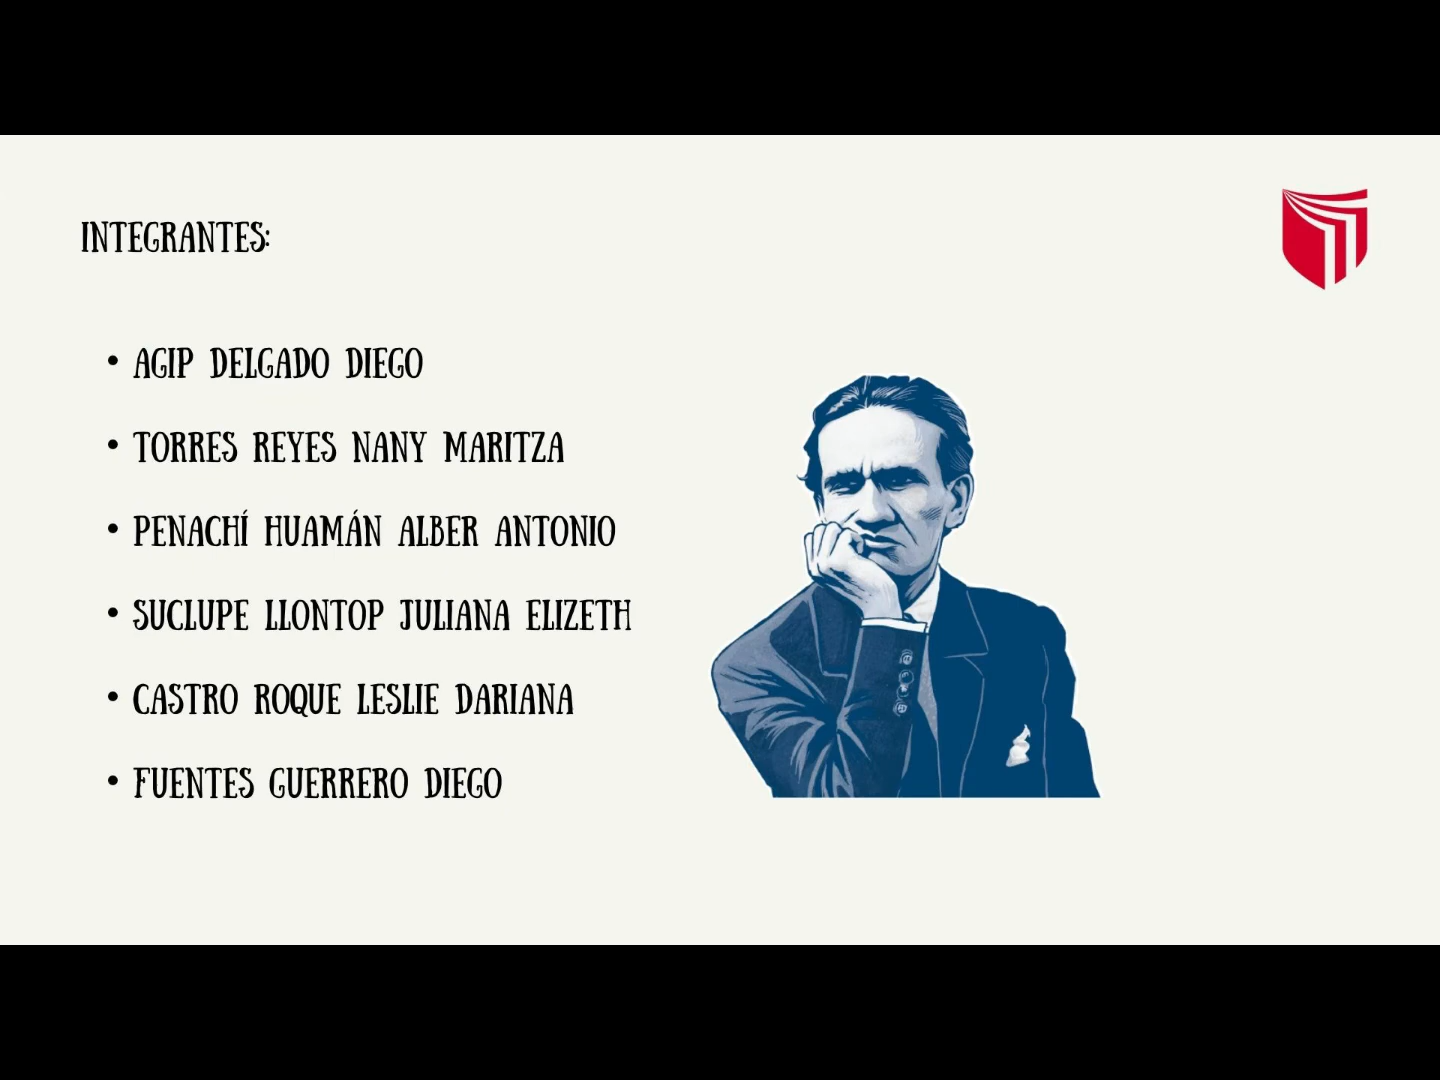 INTEGRANTES:
• AGIP DELGADO DIEGO
• TORRES REYES NANY MARITZA
• PENACHÍ HUAMÁN ALBER ANTONIO
• SUCLUPE LLONTOP JULIANA ELIZETH
• CASTRO ROQUE LESLIE DARIANA
• FUENTES GUERRERO DIEGO